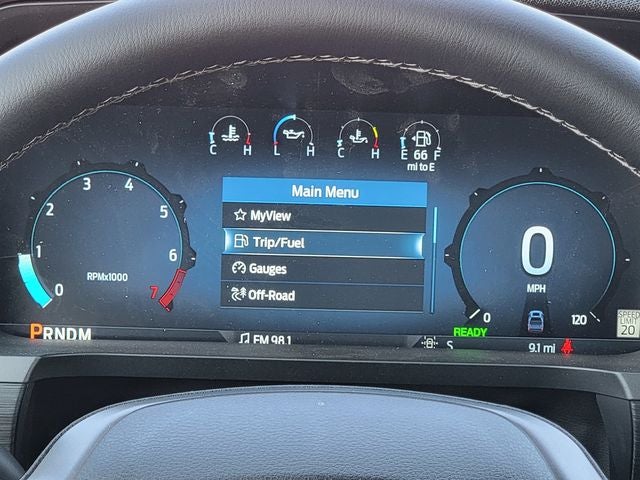 C H L H C H E 66 F
mi to E
Main Menu
MyView
Trip/Fuel
Gauges
Off-Road
0 1 2 3 4 5 6 7
RPMx1000
0
MPH
0 120
SPEED
LIMIT
20
READY
PRNDM
FM 98.1
S
9.1 mi